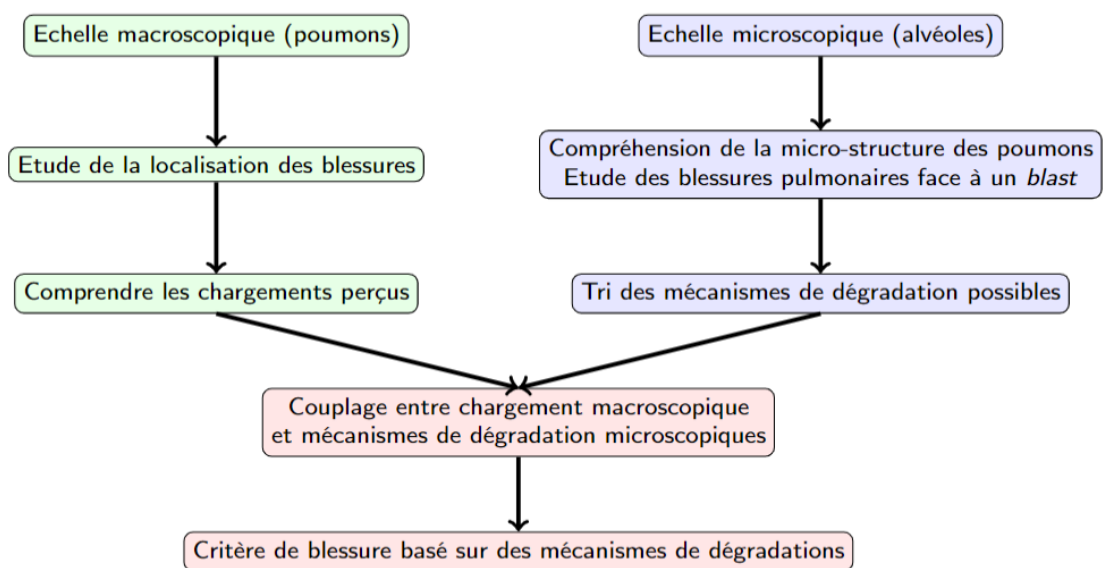 Echelle macroscopique (poumons)
Echelle microscopique (alvéoles)
Etude de la localisation des blessures
Compréhension de la micro-structure des poumons
Etude des blessures pulmonaires face à un blast
Comprendre les chargements perçus
Tri des mécanismes de dégradation possibles
Couplage entre chargement macroscopique
et mécanismes de dégradation microscopiques
Critère de blessure basé sur des mécanismes de dégradations